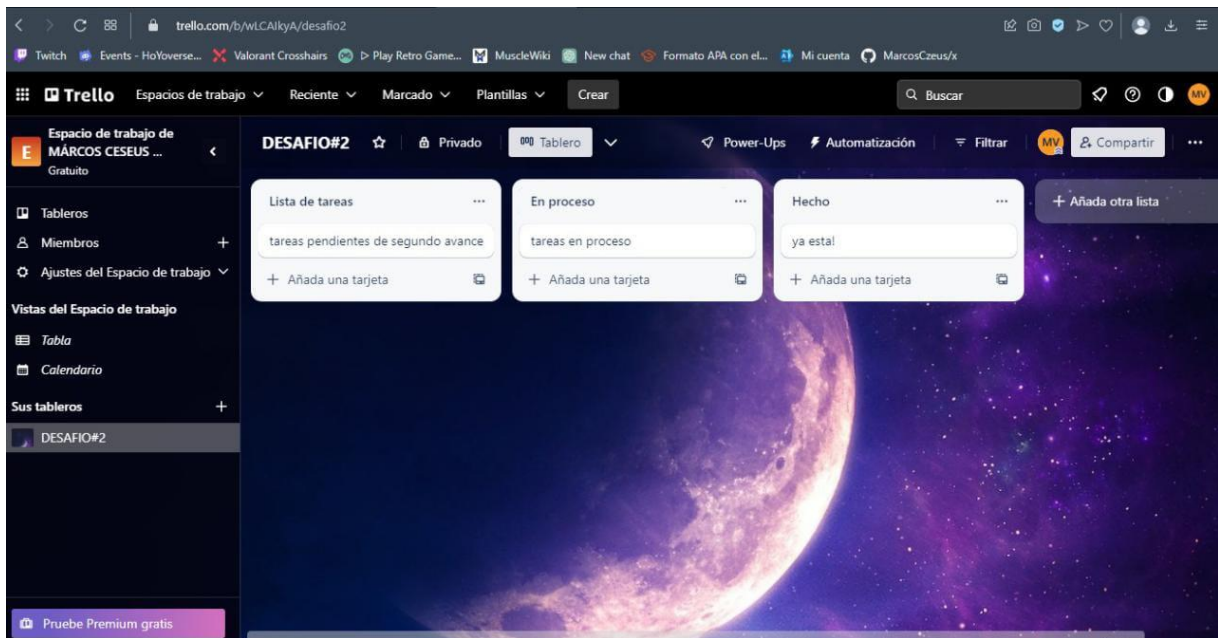 trello.com/b/wLCAIkyA/desafio2
Twitch Events - HoYoverse... Valorant Crosshairs ▷ Play Retro Game... MuscleWiki New chat Formato APA con el... Mi cuenta MarcosCzeus/x
Trello Espacios de trabajo Reciente Marcado Plantillas Crear Buscar MV
E Espacio de trabajo de
MÁRCOS CESEUS ...
Gratuito
DESAFIO#2 Privado Tablero Power-Ups Automatización Filtrar MV Compartir ...
Tableros
Miembros +
Ajustes del Espacio de trabajo
Vistas del Espacio de trabajo
Tabla
Calendario
Sus tableros +
DESAFIO#2
Pruebe Premium gratis
Lista de tareas ...
tareas pendientes de segundo avance
+ Añada una tarjeta
En proceso ...
tareas en proceso
+ Añada una tarjeta
Hecho ...
ya esta!
+ Añada una tarjeta
+ Añada otra lista